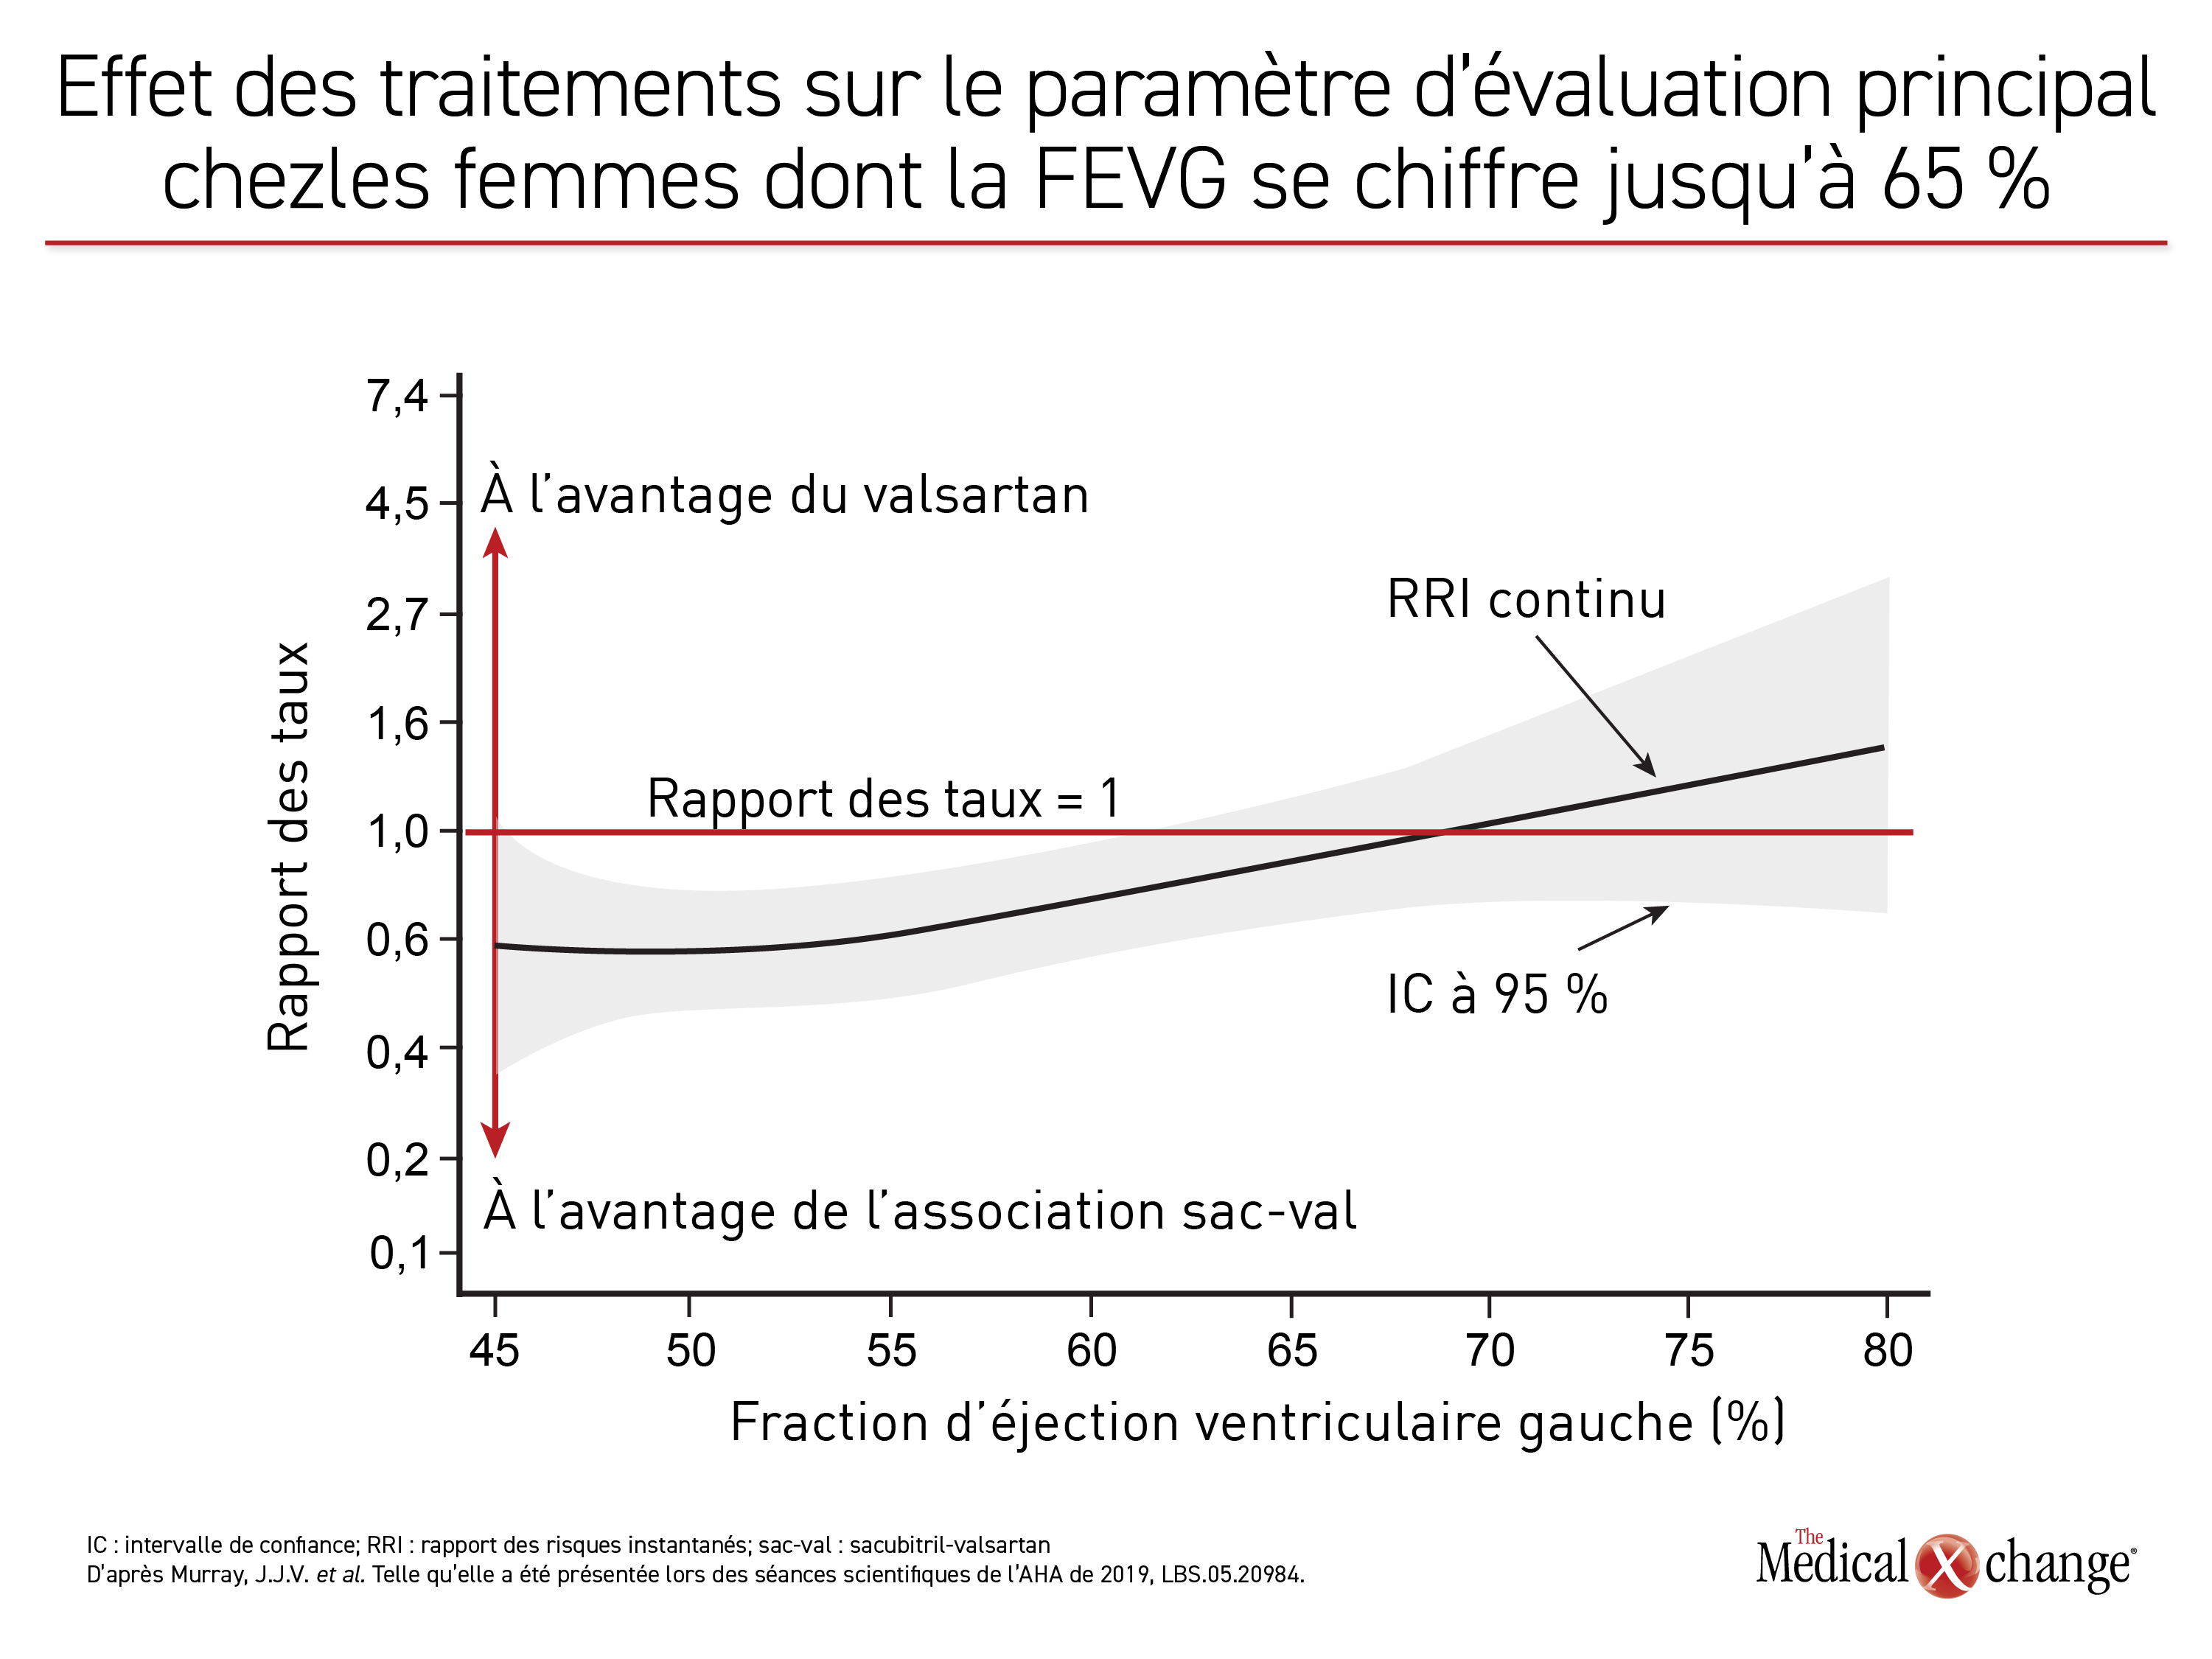 Effet des traitements sur le paramètre d’évaluation principal
chezles femmes dont la FEVG se chiffre jusqu’à 65 %
7,4
4,5
À l’avantage du valsartan
2,7
RRI continu
1,6
Rapport des taux
Rapport des taux = 1
1,0
0,6
IC à 95 %
0,4
0,2
À l’avantage de l’association sac-val
0,1
45 50 55 60 65 70 75 80
Fraction d’éjection ventriculaire gauche (%)
IC : intervalle de confiance; RRI : rapport des risques instantanés; sac-val : sacubitril-valsartan
D’après Murray, J.J.V. et al. Telle qu’elle a été présentée lors des séances scientifiques de l’AHA de 2019, LBS.05.20984.
The
Medical X change®